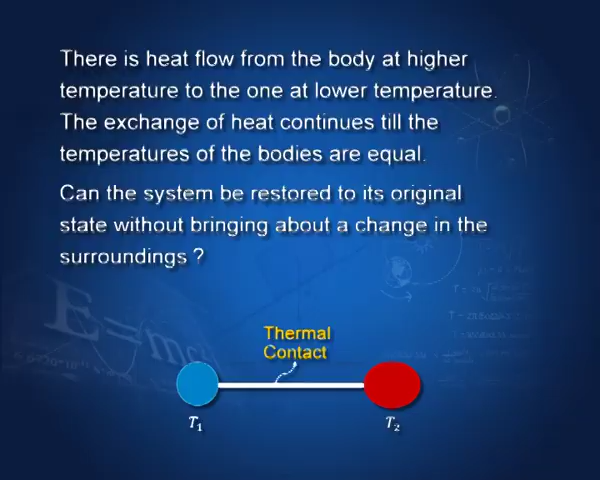 There is heat flow from the body at higher
temperature to the one at lower temperature.
The exchange of heat continues till the
temperatures of the bodies are equal.
Can the system be restored to its original
state without bringing about a change in the
surroundings ?
E=mc
Thermal
Contact
T₁
T₂